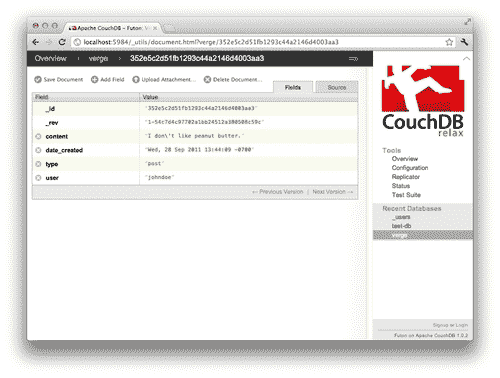 Apache CouchDB – Futon: Ve
localhost:5984/_utils/document.html?verge/352e5c2d51fb1293c44a2146d4003aa3
Overview › verge › 352e5c2d51fb1293c44a2146d4003aa3
Save Document Add Field Upload Attachment... Delete Document...
Fields Source
Field Value
_id "352e5c2d51fb1293c44a2146d4003aa3"
_rev
content "I don\'t like peanut butter."
date_created "Wed, 28 Sep 2011 13:44:09 -0700"
type "post"
user "johndoe"
← Previous Version | Next Version →
CouchDB
relax
Tools
Overview
Configuration
Replicator
Status
Test Suite
Recent Databases
_users
test-db
verge
Signup or Login
Futon on Apache CouchDB 1.0.2